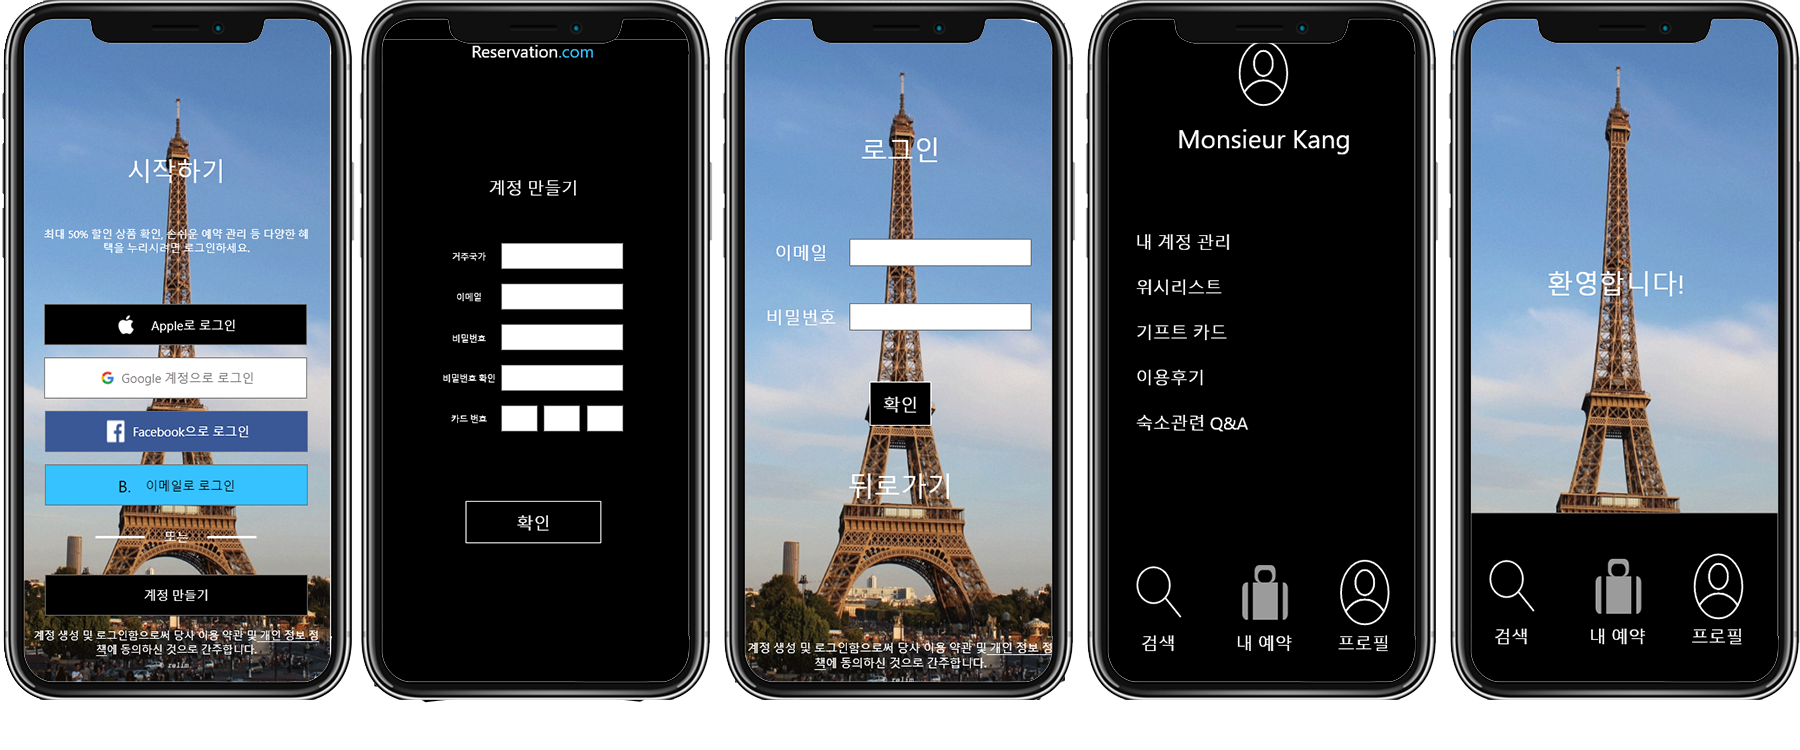 시작하기
최대 50% 할인 상품 확인, 손쉬운 예약 관리 등 다양한 혜
택을 누리시려면 로그인하세요.
Apple로 로그인
Google 계정으로 로그인
Facebook으로 로그인
B. 이메일로 로그인
또는
계정 만들기
계정 생성 및 로그인함으로써 당사 이용 약관 및 개인 정보 정
책에 동의하신 것으로 간주합니다.
© relim
Reservation.com
계정 만들기
거주국가
이메일
비밀번호
비밀번호 확인
카드 번호
확인
로그인
이메일
비밀번호
확인
뒤로가기
계정 생성 및 로그인함으로써 당사 이용 약관 및 개인 정보 정
책에 동의하신 것으로 간주합니다.
© relim
Monsieur Kang
내 계정 관리
위시리스트
기프트 카드
이용후기
숙소관련 Q&A
검색
내 예약
프로필
환영합니다!
검색
내 예약
프로필